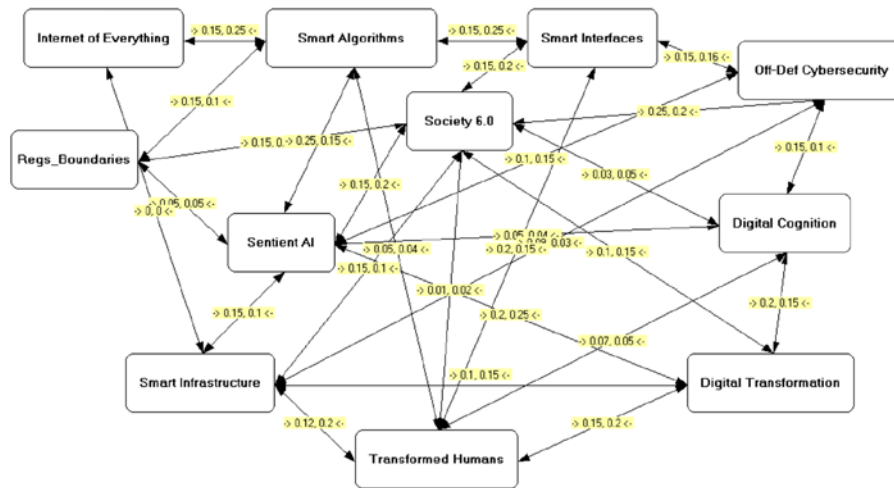 Internet of Everything
-> 0.15, 0.25 <-
Smart Algorithms
-> 0.15, 0.25 <-
Smart Interfaces
-> 0.15, 0.2 <-
-> 0.15, 0.16 <-
Off-Def Cybersecurity
-> 0.15, 0.1 <-
Society 6.0
-> 0.25, 0.2 <-
Regs_Boundaries
-> 0.15, 0.
0.25, 0.15 <-
-> 0.1, 0.15 <-
-> 0.15, 0.1 <-
-> 0.15, 0.2 <-
-> 0.03, 0.05 <-
0.05, 0.05 <-
-> 0, 0 <-
Sentient AI
Digital Cognition
-> 0.05, 0.04 <-
0.03 <-
-> 0.05, 0.04 <-
-> 0.2, 0.15 <-
-> 0.1, 0.15 <-
-> 0.15, 0.1 <-
-> 0.01, 0.02 <-
-> 0.2, 0.15 <-
-> 0.15, 0.1 <-
-> 0.2, 0.25 <-
-> 0.07, 0.05 <-
Smart Infrastructure
-> 0.1, 0.15 <-
Digital Transformation
-> 0.12, 0.2 <-
-> 0.15, 0.2 <-
Transformed Humans